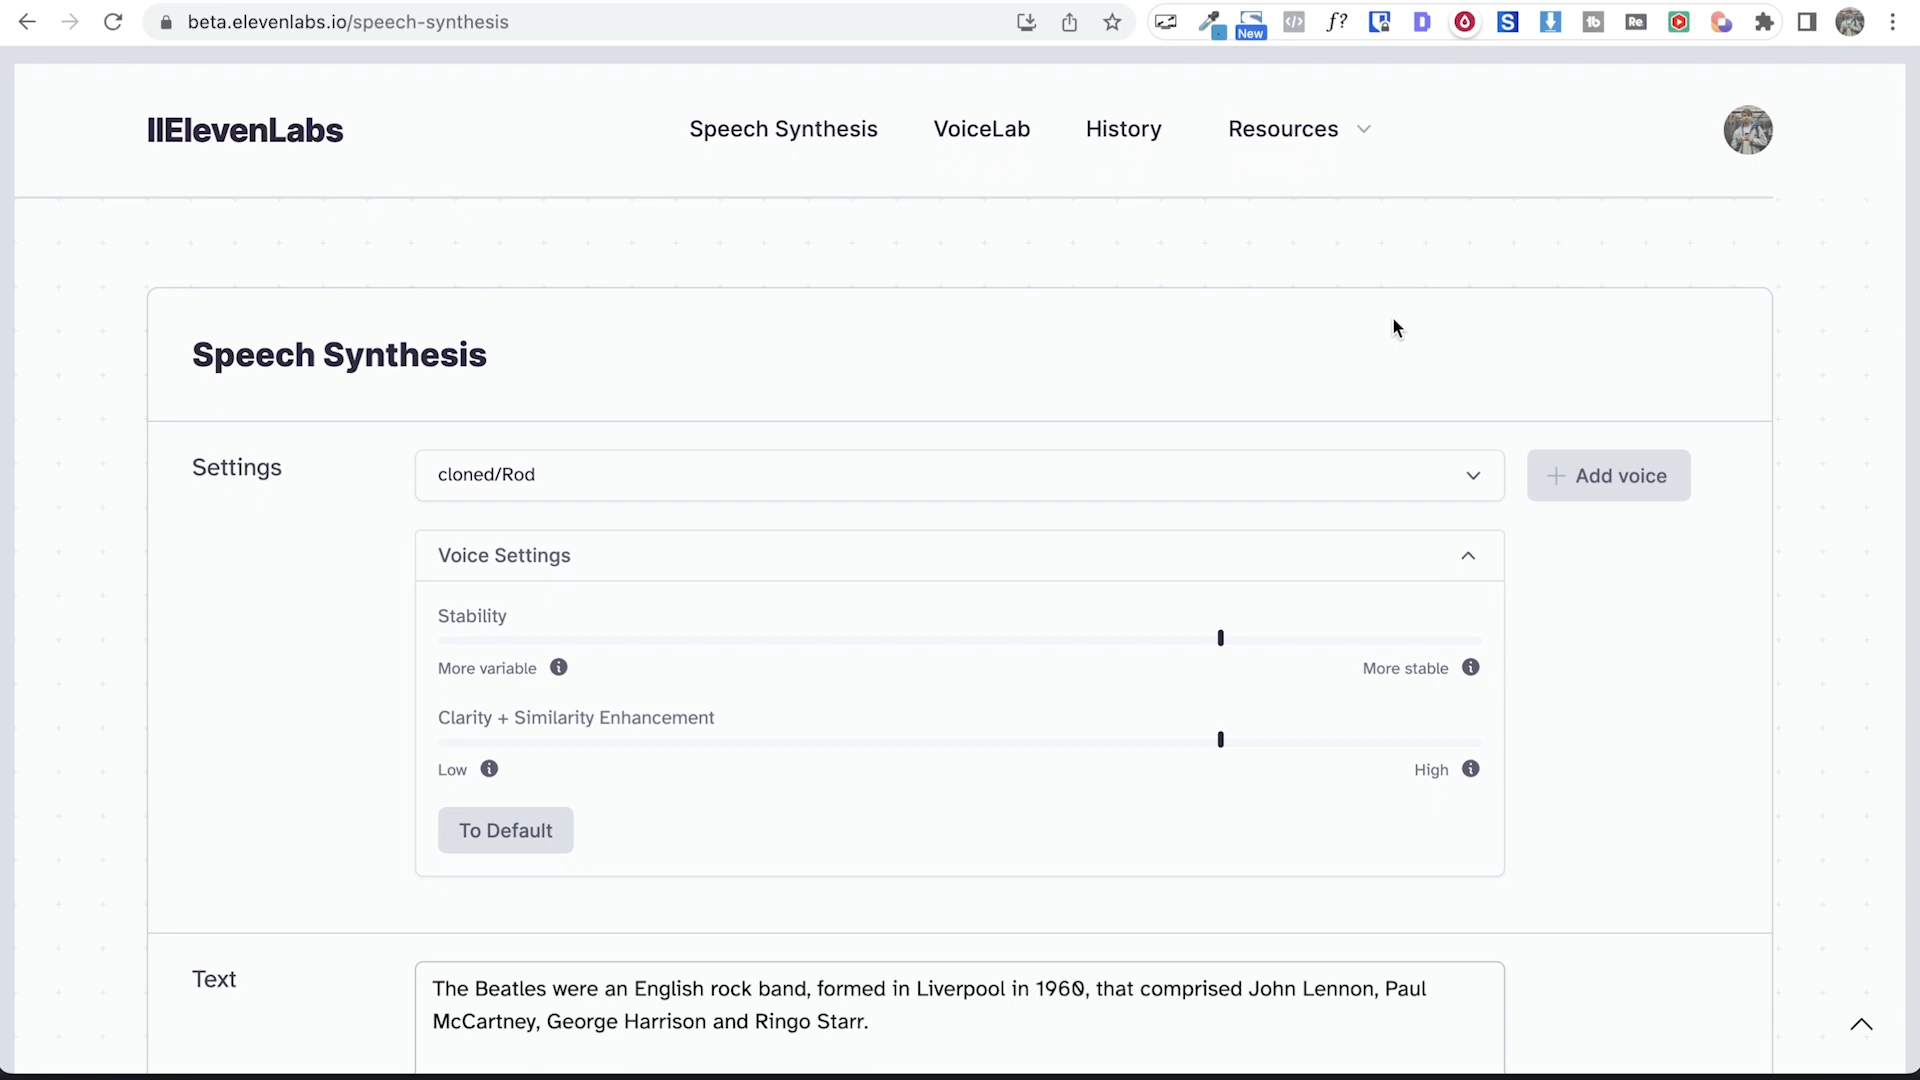 beta.elevenlabs.io/speech-synthesis
New
f?
D
S
tb
Re
IIElevenLabs
Speech Synthesis
VoiceLab
History
Resources
Speech Synthesis
Settings
cloned/Rod
Add voice
Voice Settings
Stability
More variable
More stable
Clarity + Similarity Enhancement
Low
High
To Default
Text
The Beatles were an English rock band, formed in Liverpool in 1960, that comprised John Lennon, Paul
McCartney, George Harrison and Ringo Starr.